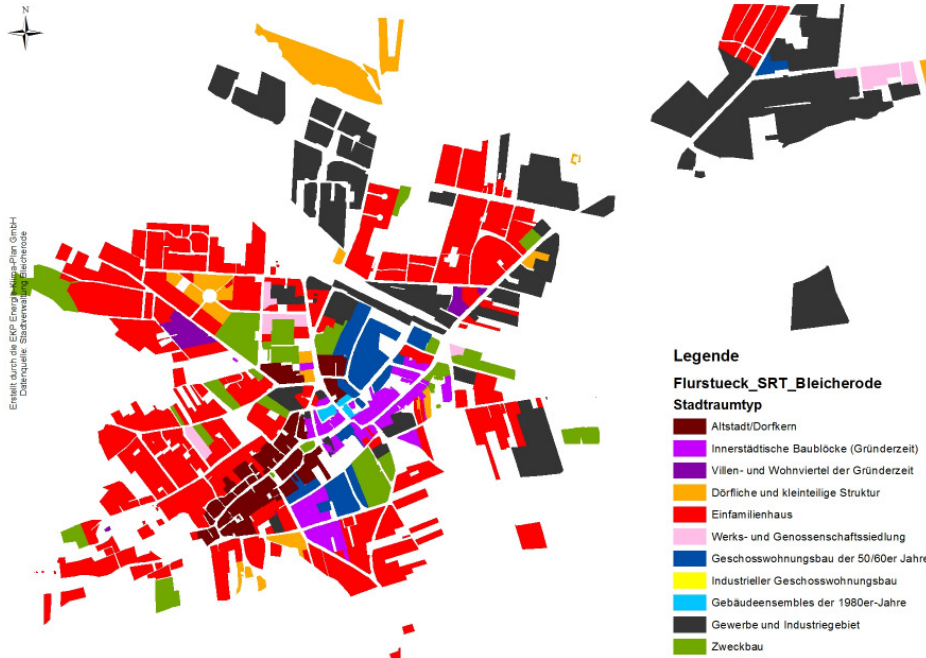 N
Erstellt durch die EKP Energie-Klima-Plan GmbH
Datenquelle: Stadtverwaltung Bleicherode
Legende
Flurstueck_SRT_Bleicherode
Stadtraumtyp
Altstadt/Dorfkern
Innerstädtische Baublöcke (Gründerzeit)
Villen- und Wohnviertel der Gründerzeit
Dörfliche und kleinteilige Struktur
Einfamilienhaus
Werks- und Genossenschaftssiedlung
Geschosswohnungsbau der 50/60er Jahre
Industrieller Geschosswohnungsbau
Gebäudeensembles der 1980er-Jahre
Gewerbe und Industriegebiet
Zweckbau